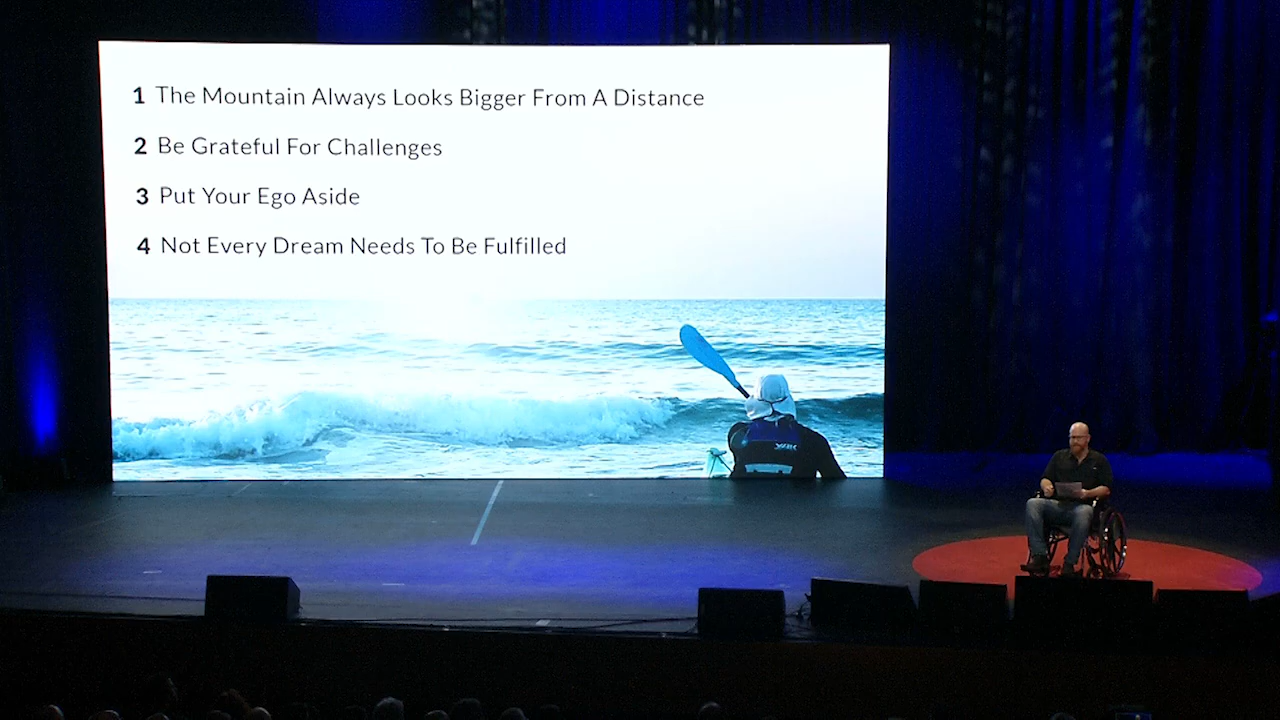 1 The Mountain Always Looks Bigger From A Distance
2 Be Grateful For Challenges
3 Put Your Ego Aside
4 Not Every Dream Needs To Be Fulfilled